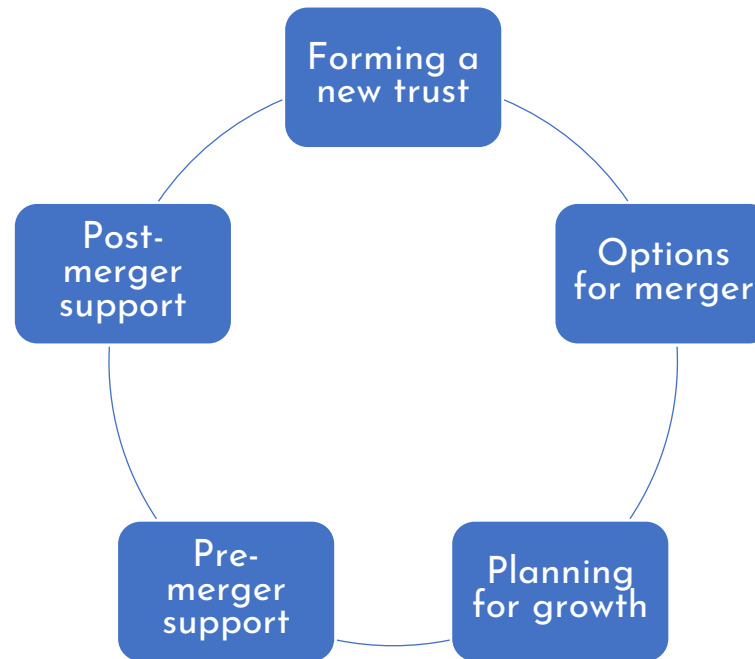 Forming a
new trust
Options
for merger
Planning
for growth
Pre-
merger
support
Post-
merger
support